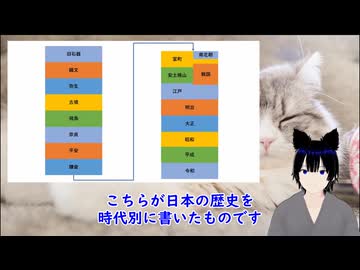 旧石器
縄文
弥生
古墳
飛鳥
奈良
平安
鎌倉
室町
南北朝
戦国
安土桃山
江戸
明治
大正
昭和
平成
令和
こちらが日本の歴史を
時代別に書いたものです